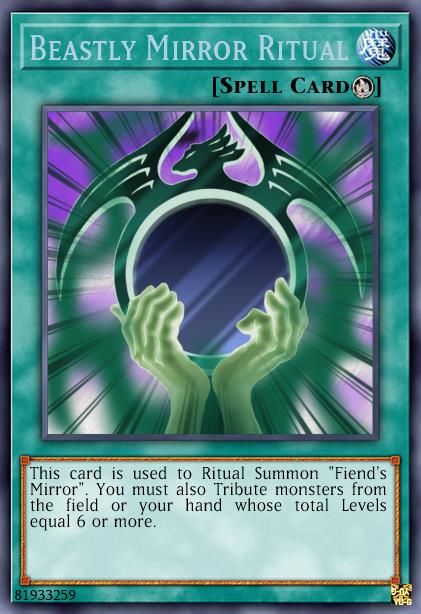 Beastly Mirror Ritual
魔
[Spell Card]
This card is used to Ritual Summon "Fiend's
Mirror". You must also Tribute monsters from
the field or your hand whose total Levels
equal 6 or more.
81933259